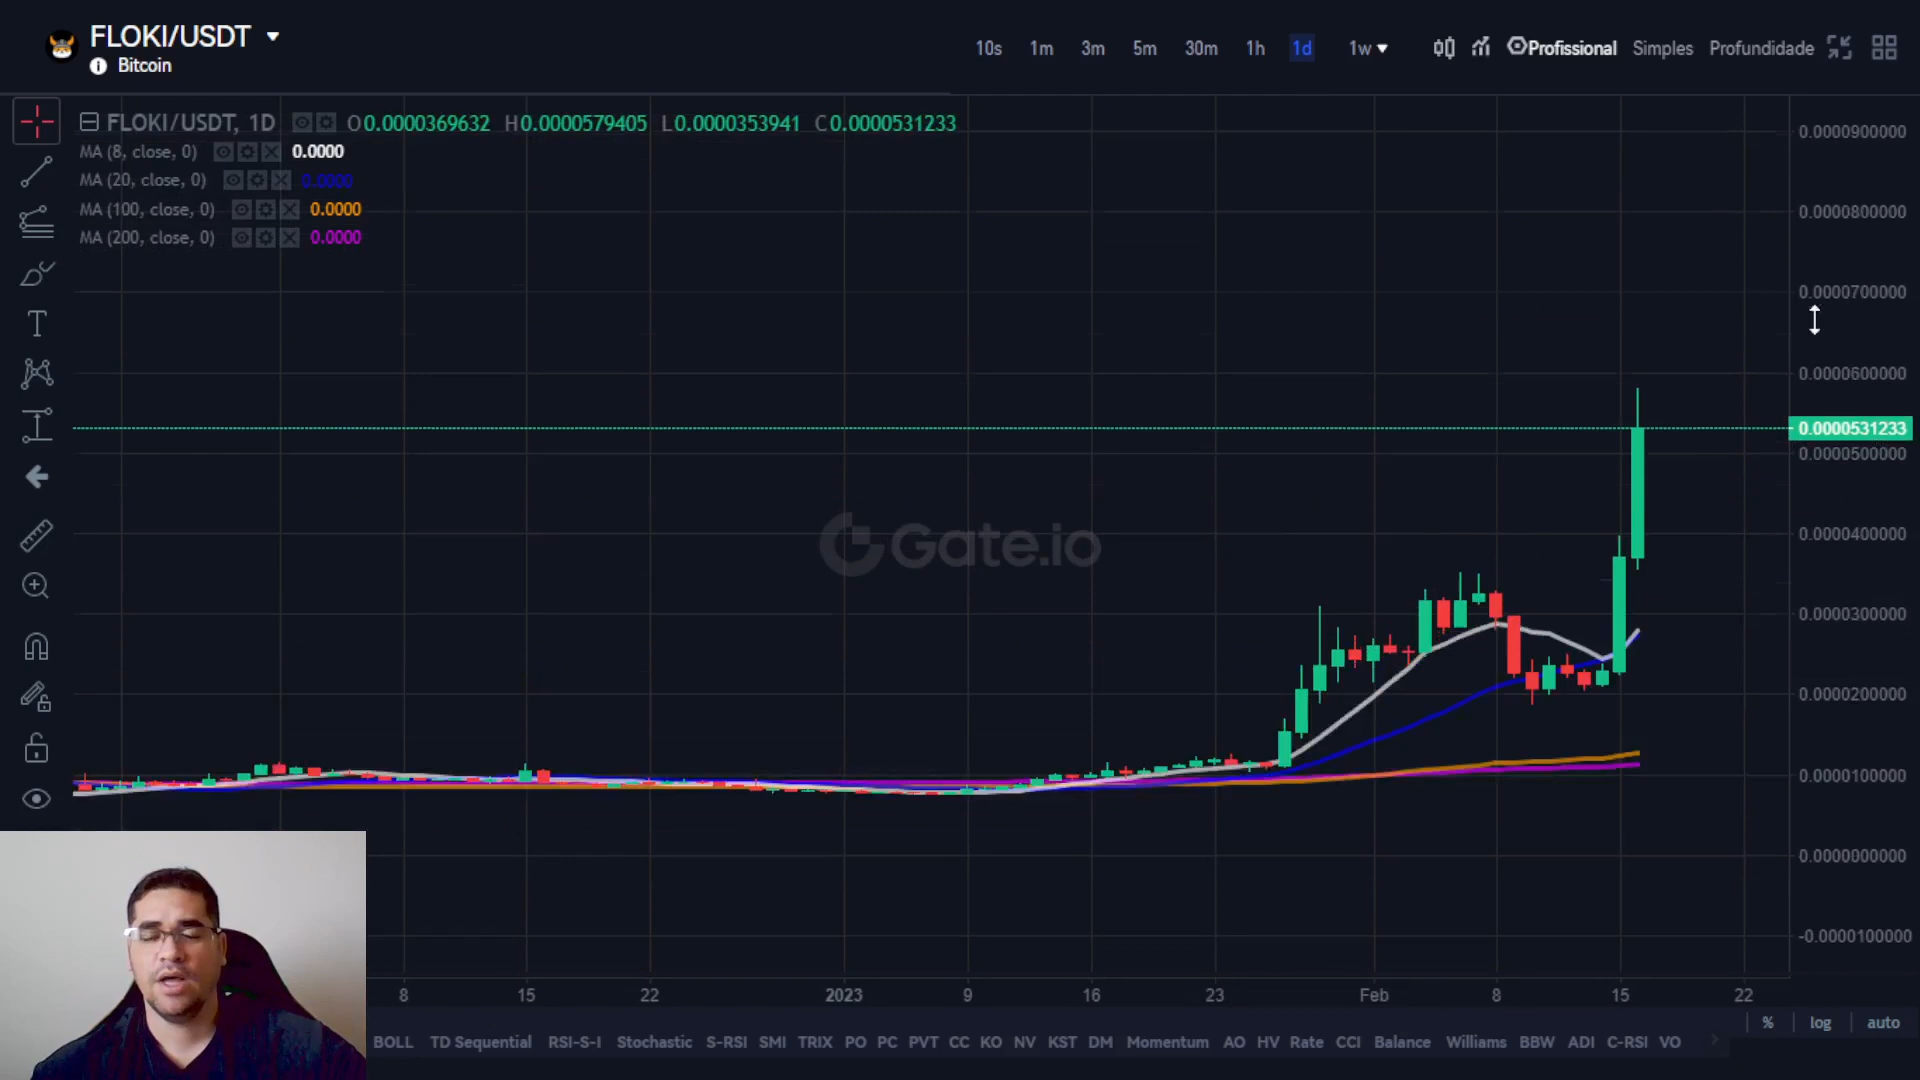 FLOKI/USDT
Bitcoin
10s 1m 3m 5m 30m 1h 1d 1w Profissional Simples Profundidade
FLOKI/USDT, 1D O0.0000369632 H0.0000579405 L0.0000353941 C0.0000531233
MA (8, close, 0) 0.0000
MA (20, close, 0) 0.0000
MA (100, close, 0) 0.0000
MA (200, close, 0) 0.0000
0.0000900000
0.0000800000
0.0000700000
0.0000600000
0.0000531233
0.0000500000
0.0000400000
0.0000300000
0.0000200000
0.0000100000
0.0000000000
-0.0000100000
Gate.io
8 15 22 2023 9 16 23 Feb 8 15 22
% log auto
BOLL TD Sequential RSI-S-I Stochastic S-RSI SMI TRIX PO PC PVT CC KO NV KST DM Momentum AO HV Rate CCI Balance Williams BBW ADI C-RSI VO